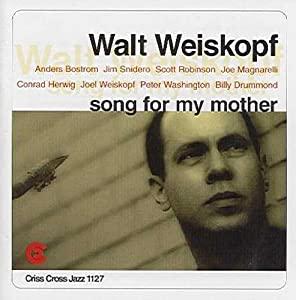 Walt Weiskopf
Anders Bostrom Jim Snidero Scott Robinson Joe Magnarelli
Conrad Herwig Joel Weiskopf Peter Washington Billy Drummond
song for my mother
Criss Cross Jazz 1127